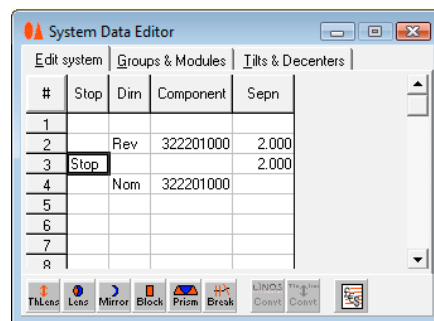 System Data Editor
Edit system Groups & Modules Tilts & Decenters
# Stop Dirn Component Sepn
1
2 Rev 322201000 2.000
3 Stop 2.000
4 Nom 322201000
5
6
7
8
ThLens Lens Mirror Block Prism Break LINOS Convt Convt